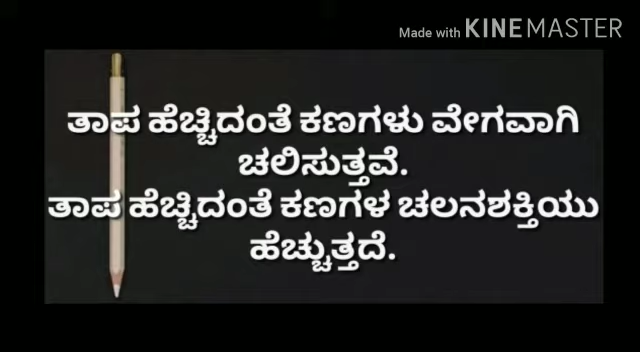 Made with KINEMASTER
ತಾಪ ಹೆಚ್ಚಿದಂತೆ ಕಣಗಳು ವೇಗವಾಗಿ
ಚಲಿಸುತ್ತವೆ.
ತಾಪ ಹೆಚ್ಚಿದಂತೆ ಕಣಗಳ ಚಲನಶಕ್ತಿಯು
ಹೆಚ್ಚುತ್ತದೆ.